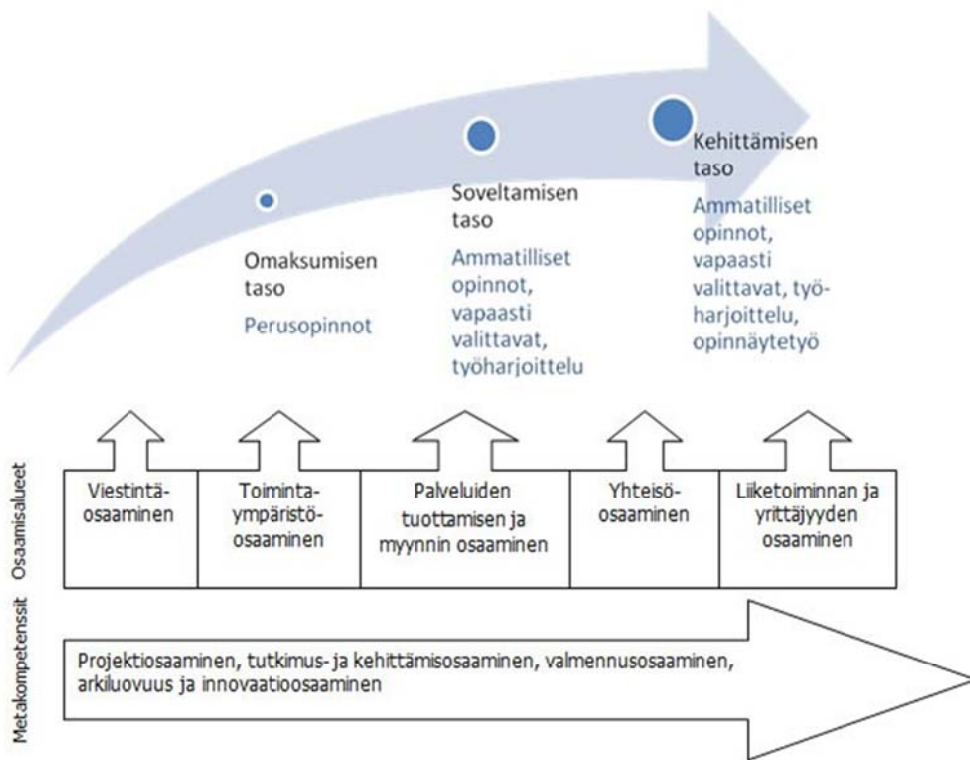 Omaksumisen
taso
Perusopinnot
Soveltamisen
taso
Ammatilliset
opinnot,
vapaasti
valittavat,
työharjoittelu
Kehittämisen
taso
Ammatilliset
opinnot,
vapaasti
valittavat, työ-
harjoittelu,
opinnäytetyö
Osaamisalueet
Viestintä-
osaaminen
Toiminta-
ympäristö-
osaaminen
Palveluiden
tuottamisen ja
myynnin osaaminen
Yhteisö-
osaaminen
Liiketoiminnan ja
yrittäjyyden
osaaminen
Metakompetenssit
Projektiosaaminen, tutkimus- ja kehittämisosaaminen, valmennusosaaminen,
arkiluovuus ja innovaatioosaaminen